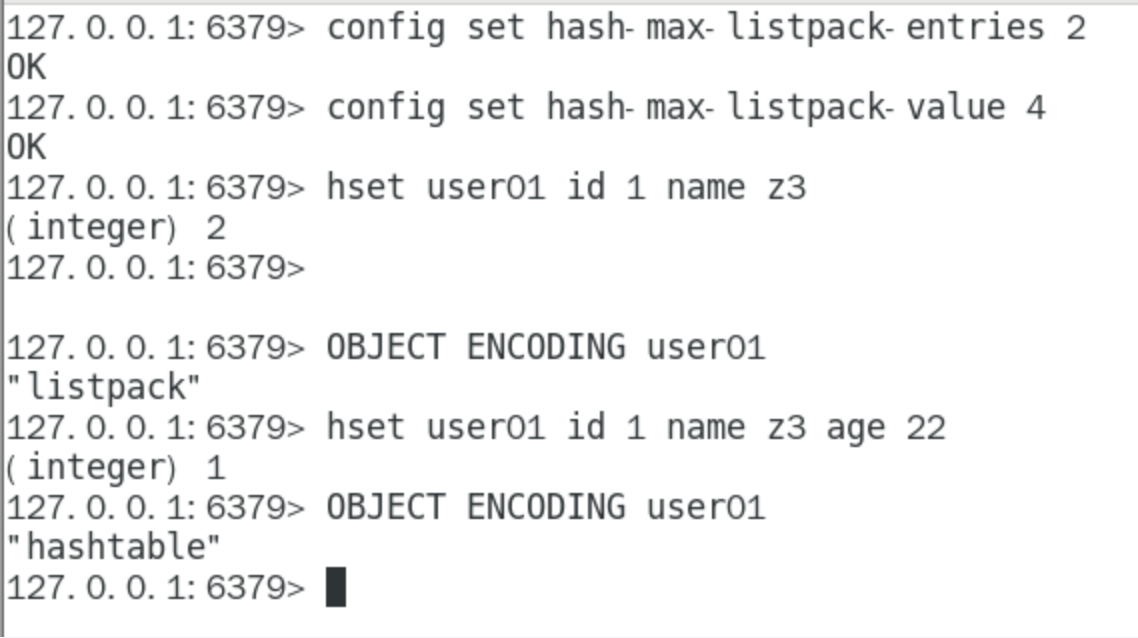 127.0.0.1:6379> config set hash-max-listpack-entries 2
OK
127.0.0.1:6379> config set hash-max-listpack-value 4
OK
127.0.0.1:6379> hset user01 id 1 name z3
(integer) 2
127.0.0.1:6379>
127.0.0.1:6379> OBJECT ENCODING user01
"listpack"
127.0.0.1:6379> hset user01 id 1 name z3 age 22
(integer) 1
127.0.0.1:6379> OBJECT ENCODING user01
"hashtable"
127.0.0.1:6379>